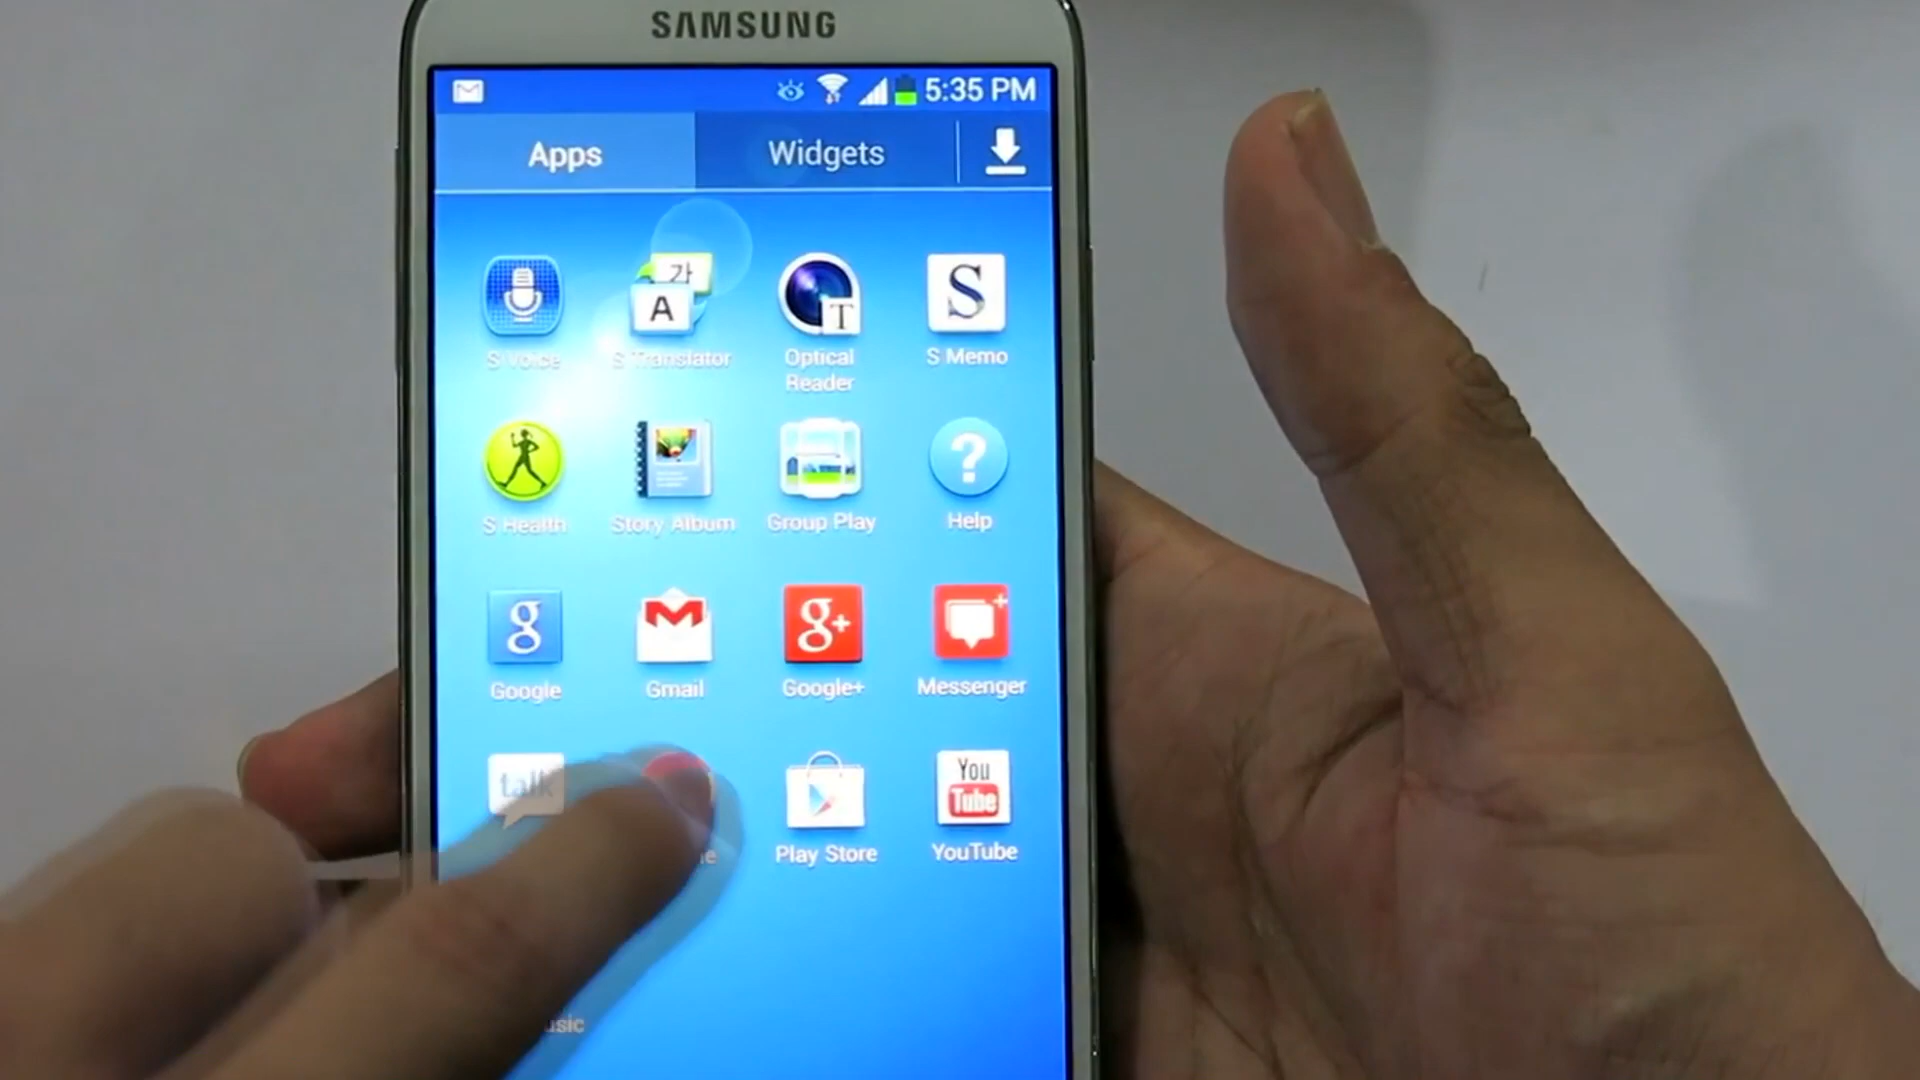 SAMSUNG
5:35 PM
Apps
Widgets
가
A
T
S
S Voice
S Translator
Optical
Reader
S Memo
S Health
Story Album
Group Play
?
Help
g
g+
Google
Gmail
Google+
Messenger
talk
You
Tube
Play Store
YouTube